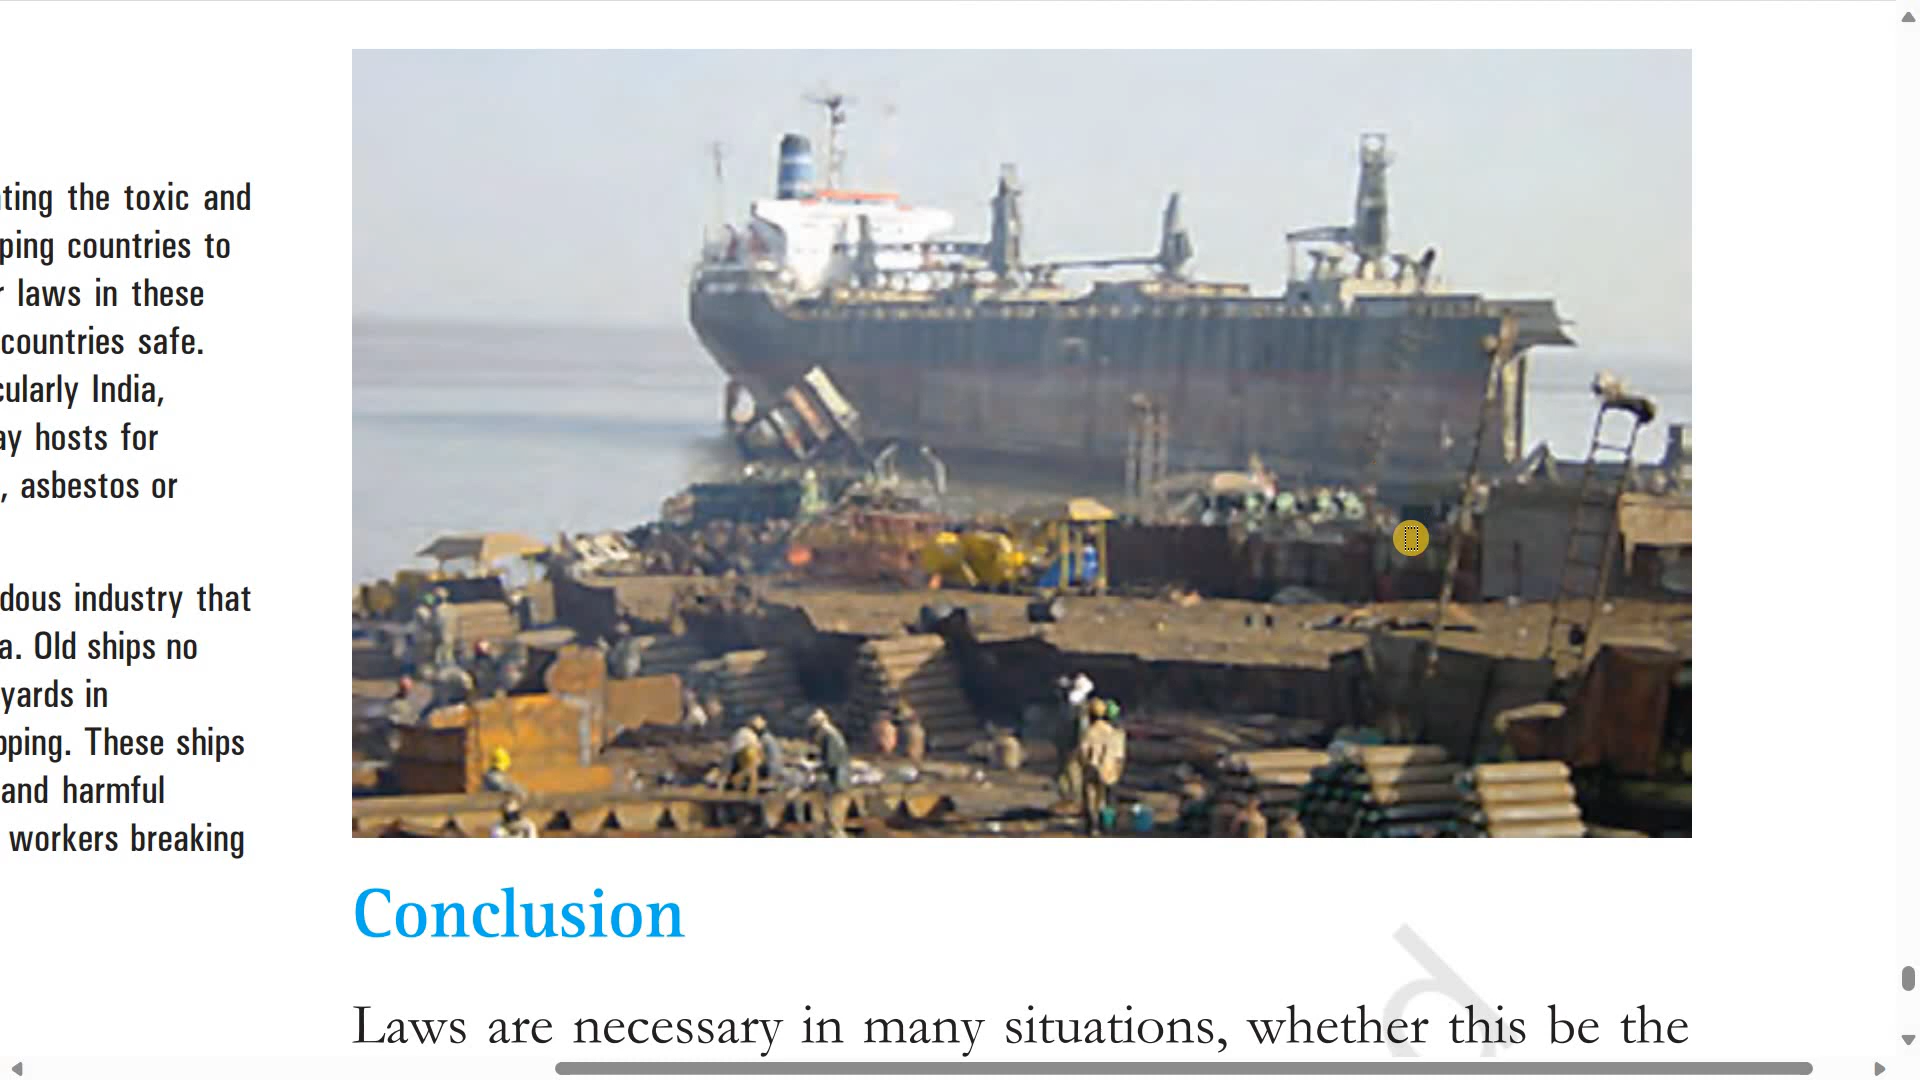 ting the toxic and
ping countries to
r laws in these
countries safe.
cularly India,
ay hosts for
, asbestos or
dous industry that
a. Old ships no
yards in
pping. These ships
and harmful
workers breaking
Conclusion
Laws are necessary in many situations, whether this be the